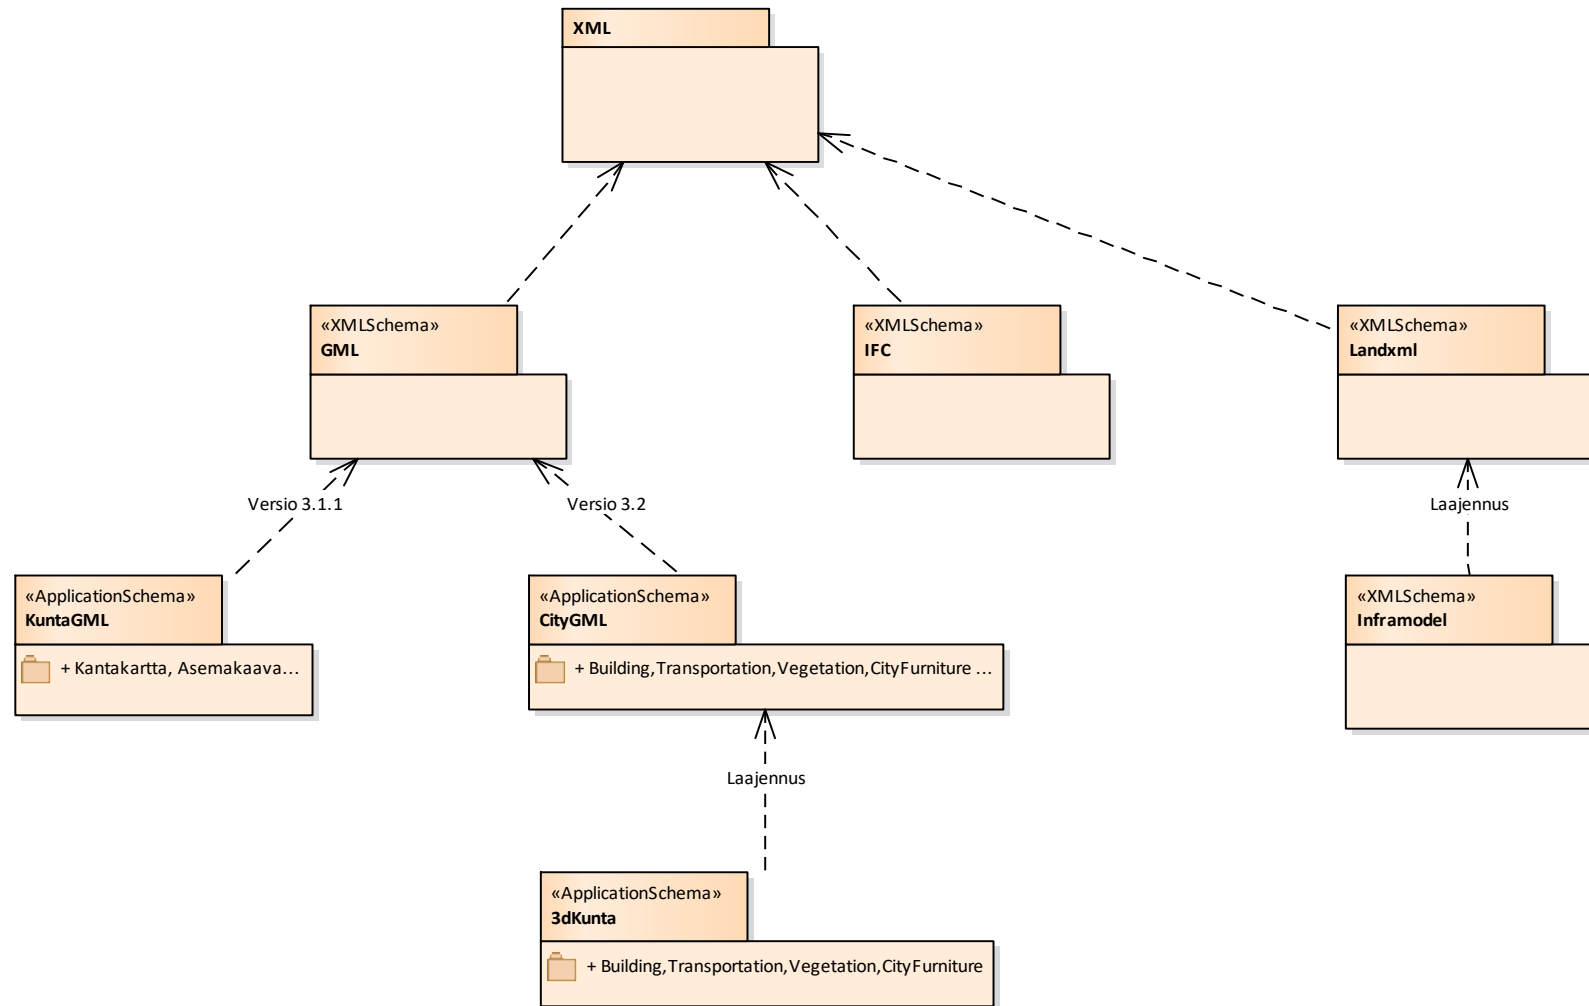 XML
«XMLSchema»
GML
«XMLSchema»
IFC
«XMLSchema»
Landxml
Versio 3.1.1
Versio 3.2
Laajennus
«ApplicationSchema»
KuntaGML
+ Kantakartta, Asemakaava...
«ApplicationSchema»
CityGML
+ Building,Transportation,Vegetation,CityFurniture ...
«XMLSchema»
Inframodel
Laajennus
«ApplicationSchema»
3dKunta
+ Building,Transportation,Vegetation,CityFurniture